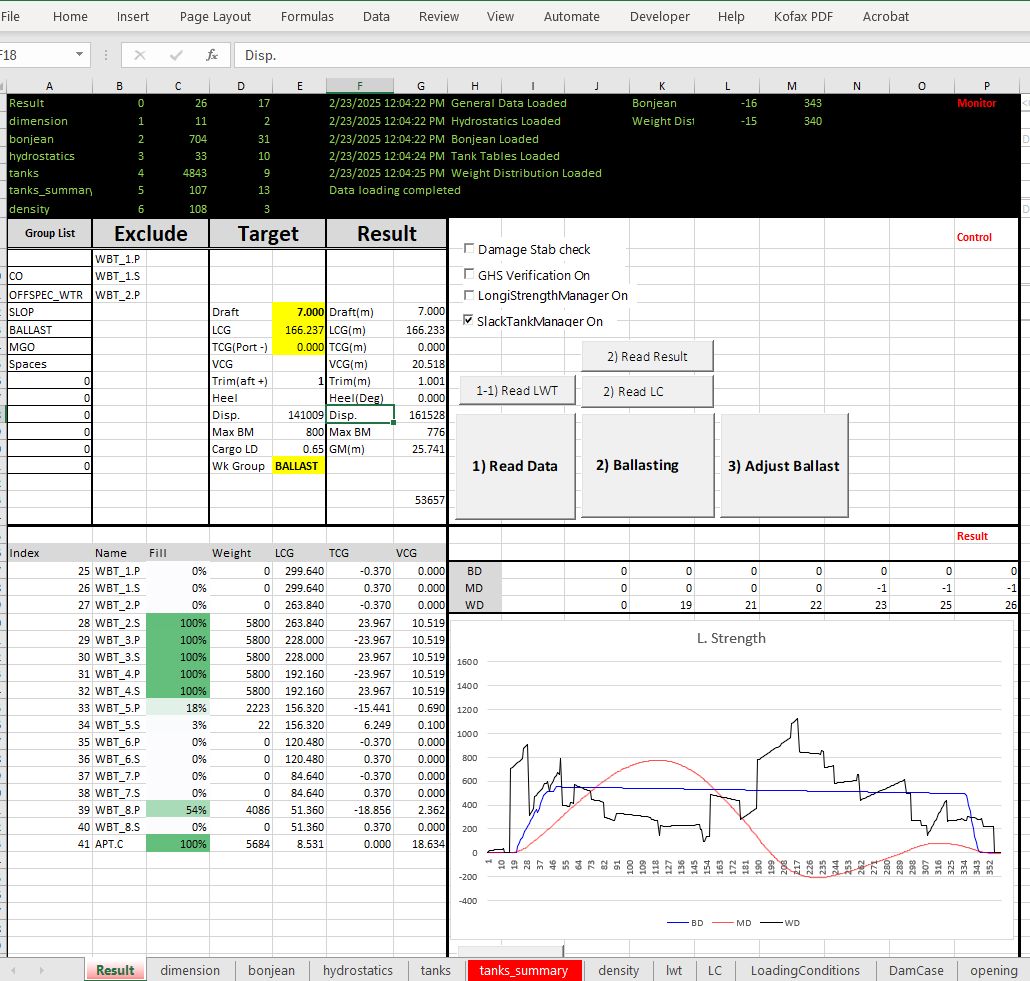 File Home Insert Page Layout Formulas Data Review View Automate Developer Help Kofax PDF Acrobat
F18 fx Disp.
A B C D E F G H I J K L M N O P
Result 0 26 17 2/23/2025 12:04:22 PM General Data Loaded Bonjean -16 343 Monitor
dimension 1 11 2 2/23/2025 12:04:22 PM Hydrostatics Loaded Weight Dist -15 340
bonjean 2 704 31 2/23/2025 12:04:22 PM Bonjean Loaded
hydrostatics 3 33 10 2/23/2025 12:04:24 PM Tank Tables Loaded
tanks 4 4843 9 2/23/2025 12:04:25 PM Weight Distribution Loaded
tanks_summary 5 107 13 Data loading completed
density 6 108 3
Group List Exclude Target Result
Control
WBT_1.P
CO WBT_1.S
OFFSPEC_WTR WBT_2.P
SLOP Draft 7.000 Draft(m) 7.000
BALLAST LCG 166.237 LCG(m) 166.233
MGO TCG(Port -) 0.000 TCG(m) 0.000
Spaces VCG VCG(m) 20.518
0 Trim(aft +) 1 Trim(m) 1.001
0 Heel Heel(Deg) 0.000
0 Disp. 141009 Disp. 161528
0 Max BM 800 Max BM 776
0 Cargo LD 0.65 GM(m) 25.741
0 Wk Group BALLAST
53657
Damage Stab check
GHS Verification On
LongiStrengthManager On
SlackTankManager On
2) Read Result
1-1) Read LWT 2) Read LC
1) Read Data 2) Ballasting 3) Adjust Ballast
Result
Index Name Fill Weight LCG TCG VCG
25 WBT_1.P 0% 0 299.640 -0.370 0.000
26 WBT_1.S 0% 0 299.640 0.370 0.000
27 WBT_2.P 0% 0 263.840 -0.370 0.000
28 WBT_2.S 100% 5800 263.840 23.967 10.519
29 WBT_3.P 100% 5800 228.000 -23.967 10.519
30 WBT_3.S 100% 5800 228.000 23.967 10.519
31 WBT_4.P 100% 5800 192.160 -23.967 10.519
32 WBT_4.S 100% 5800 192.160 23.967 10.519
33 WBT_5.P 18% 2223 156.320 -15.441 0.690
34 WBT_5.S 3% 22 156.320 6.249 0.100
35 WBT_6.P 0% 0 120.480 -0.370 0.000
36 WBT_6.S 0% 0 120.480 0.370 0.000
37 WBT_7.P 0% 0 84.640 -0.370 0.000
38 WBT_7.S 0% 0 84.640 0.370 0.000
39 WBT_8.P 54% 4086 51.360 -18.856 2.362
40 WBT_8.S 0% 0 51.360 0.370 0.000
41 APT.C 100% 5684 8.531 0.000 18.634
BD 0 0 0 0 0 0 0
MD 0 0 0 0 -1 -1 -1
WD 0 19 21 22 23 25 26
L. Strength
1600
1400
1200
1000
800
600
400
200
0
-200
-400
1 10 19 28 37 46 55 64 73 82 91 100 109 118 127 136 145 154 163 172 181 190 199 208 217 226 235 244 253 262 271 280 289 298 307 316 325 334 343 352
BD MD WD
Result dimension bonjean hydrostatics tanks tanks_summary density lwt LC LoadingConditions DamCase opening